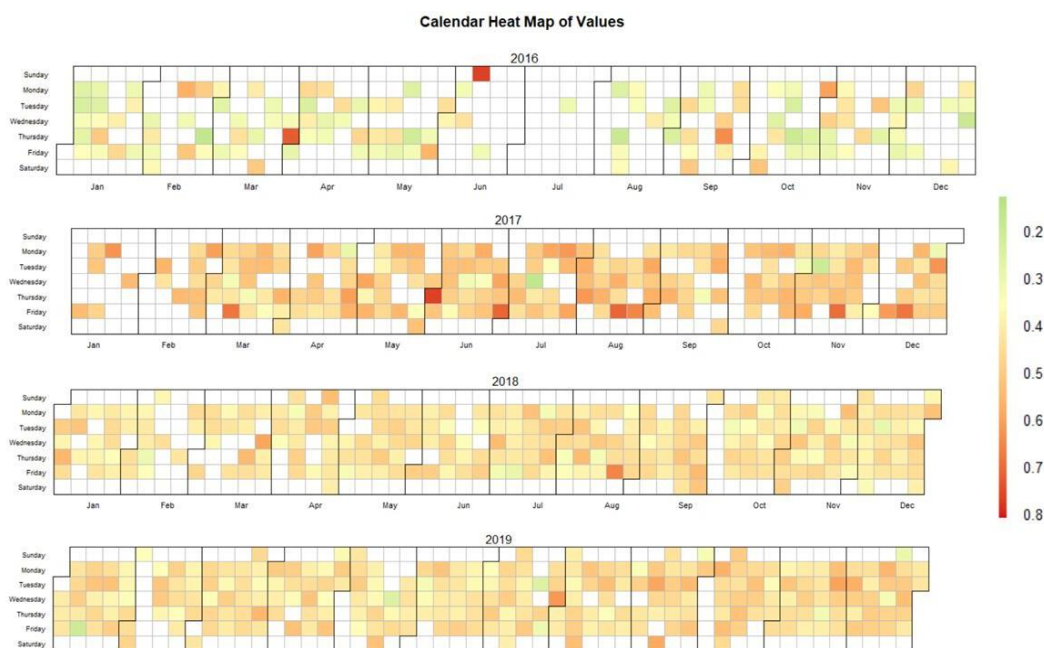 Calendar Heat Map of Values
2016
Sunday
Monday
Tuesday
Wednesday
Thursday
Friday
Saturday
Jan Feb Mar Apr May Jun Jul Aug Sep Oct Nov Dec
2017
Sunday
Monday
Tuesday
Wednesday
Thursday
Friday
Saturday
Jan Feb Mar Apr May Jun Jul Aug Sep Oct Nov Dec
2018
Sunday
Monday
Tuesday
Wednesday
Thursday
Friday
Saturday
Jan Feb Mar Apr May Jun Jul Aug Sep Oct Nov Dec
2019
Sunday
Monday
Tuesday
Wednesday
Thursday
Friday
Saturday
0.2
0.3
0.4
0.5
0.6
0.7
0.8